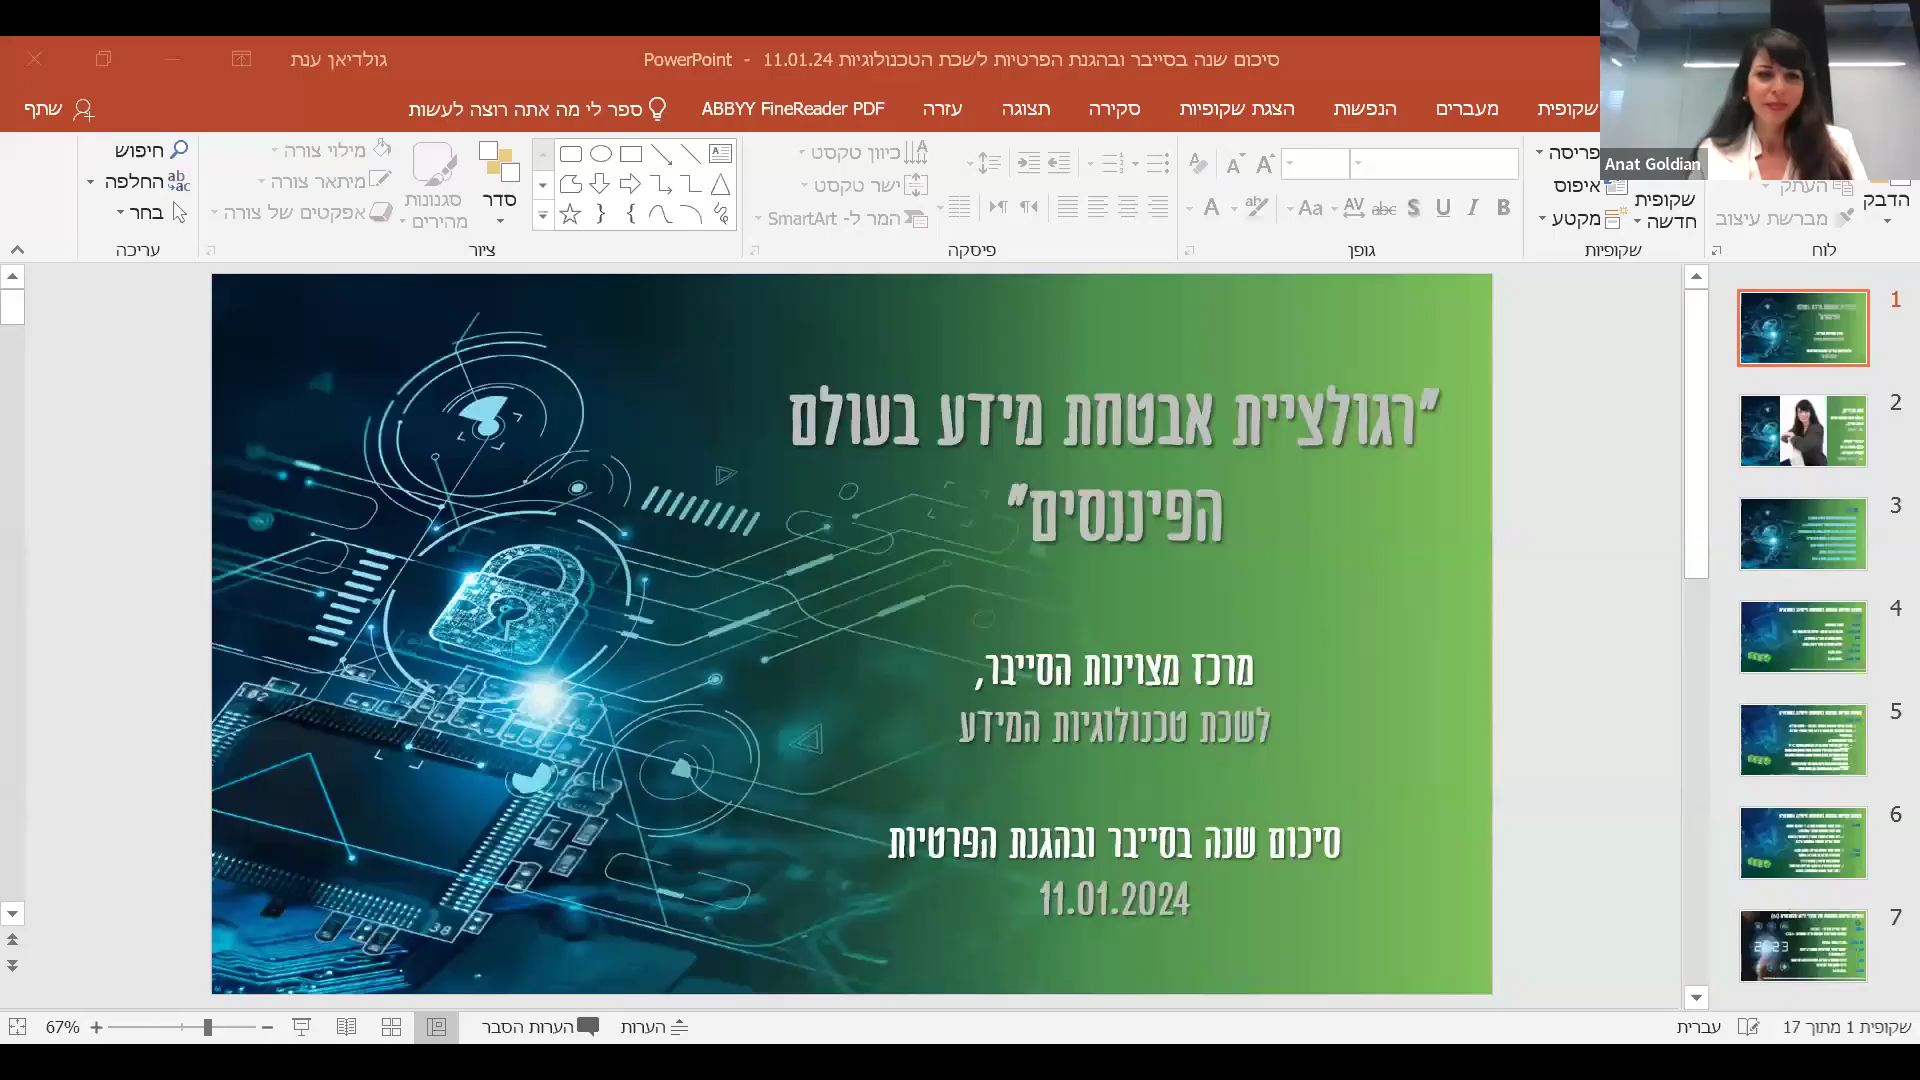 סיכום שנה בסייבר ובהגנת הפרטיות לשכת הטכנולוגיות 11.01.24 - PowerPoint
גולדיאן ענת
שקופית
מעברים
הנפשות
הצגת שקופיות
סקירה
תצוגה
עזרה
ABBYY FineReader PDF
ספר לי מה אתה רוצה לעשות
שתף
Anat Goldian
הדבק
העתק
מברשת עיצוב
לוח
שקופית
חדשה
פריסה
איפוס
מקטע
שקופיות
B I U S abc AV Aa A
גופן
כיוון טקסט
ישר טקסט
המר ל- SmartArt
פיסקה
סדר
סגנונות
מהירים
מילוי צורה
מיתאר צורה
אפקטים של צורה
ציור
חיפוש
החלפה
בחר
עריכה
"רגולציית אבטחת מידע בעולם
הפיננסים"
מרכז מצוינות הסייבר,
לשכת טכנולוגיות המידע
סיכום שנה בסייבר ובהגנת הפרטיות
11.01.2024
1
2
3
4
5
6
7
שקופית 1 מתוך 17
עברית
הערות
הערות הסבר
67%